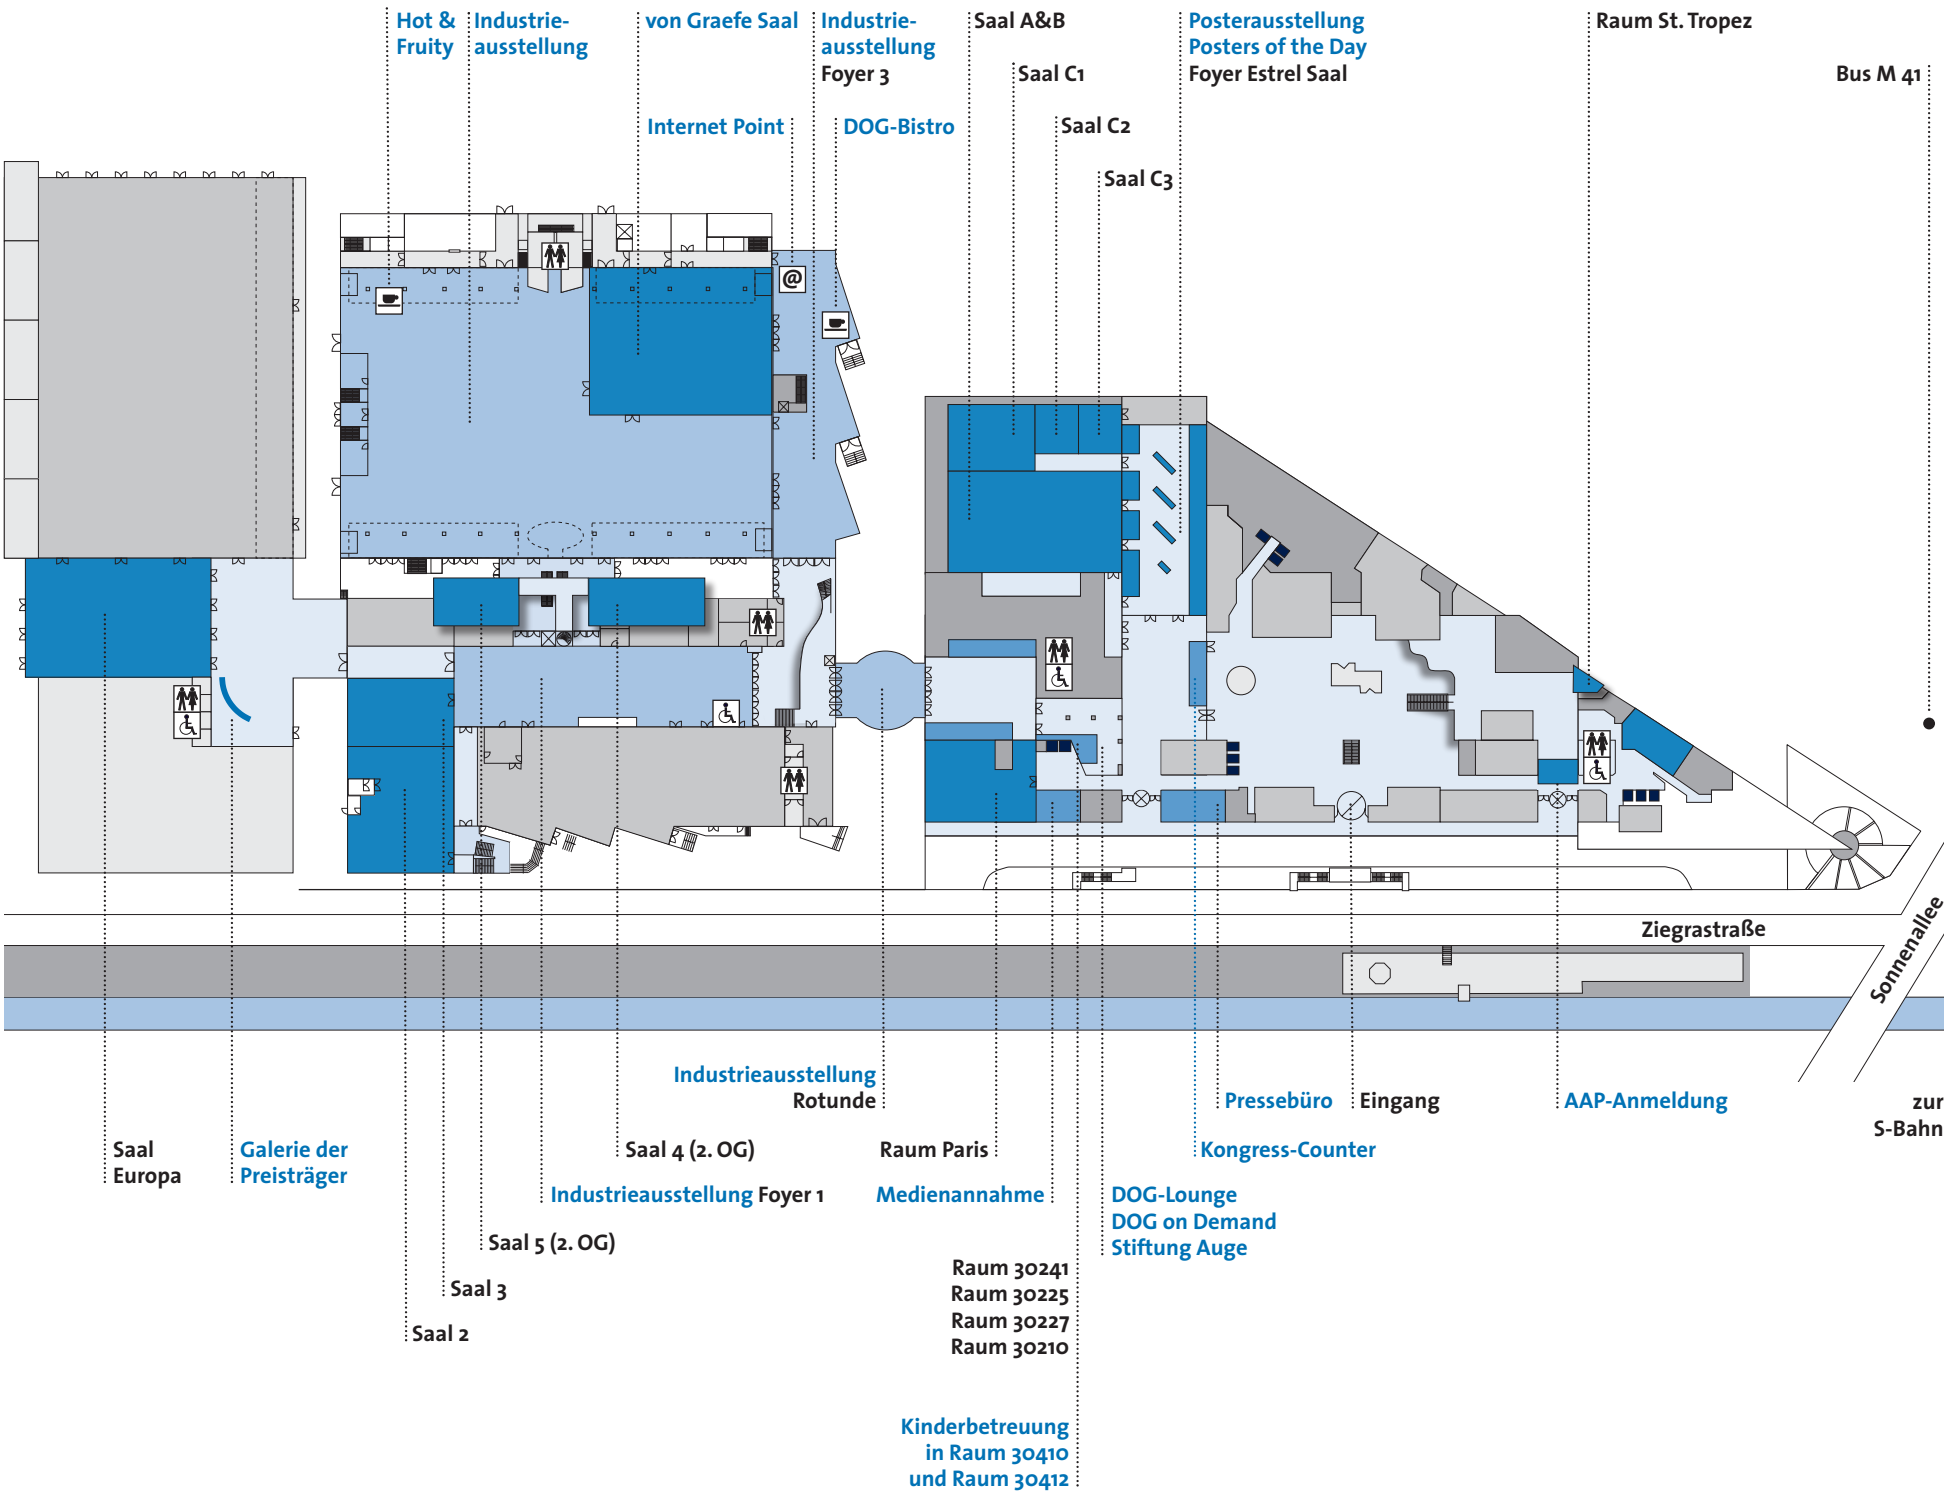 Hot &
Fruity
Industrie-
ausstellung
von Graefe Saal
Industrie-
ausstellung
Foyer 3
Saal A&B
Posterausstellung
Posters of the Day
Foyer Estrel Saal
Raum St. Tropez
Saal C1
Bus M 41
Internet Point
DOG-Bistro
Saal C2
Saal C3
@
Ziegrastraße
Sonnenallee
Industrieausstellung
Rotunde
Pressebüro
Eingang
AAP-Anmeldung
zur
S-Bahn
Saal
Europa
Galerie der
Preisträger
Saal 4 (2. OG)
Raum Paris
Kongress-Counter
Industrieausstellung Foyer 1
Medienannahme
DOG-Lounge
DOG on Demand
Stiftung Auge
Saal 5 (2. OG)
Raum 30241
Raum 30225
Raum 30227
Raum 30210
Saal 3
Saal 2
Kinderbetreuung
in Raum 30410
und Raum 30412